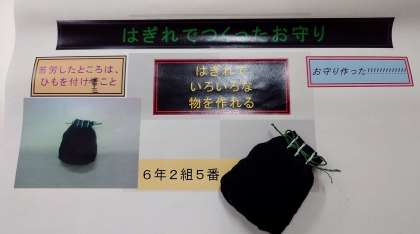 はぎれでつくったお守り
苦労したところは、
ひもを付けること
はぎれで
いろいろな
物を作れる
お守り作った!!!!!!!!!!!!!
6年2組5番